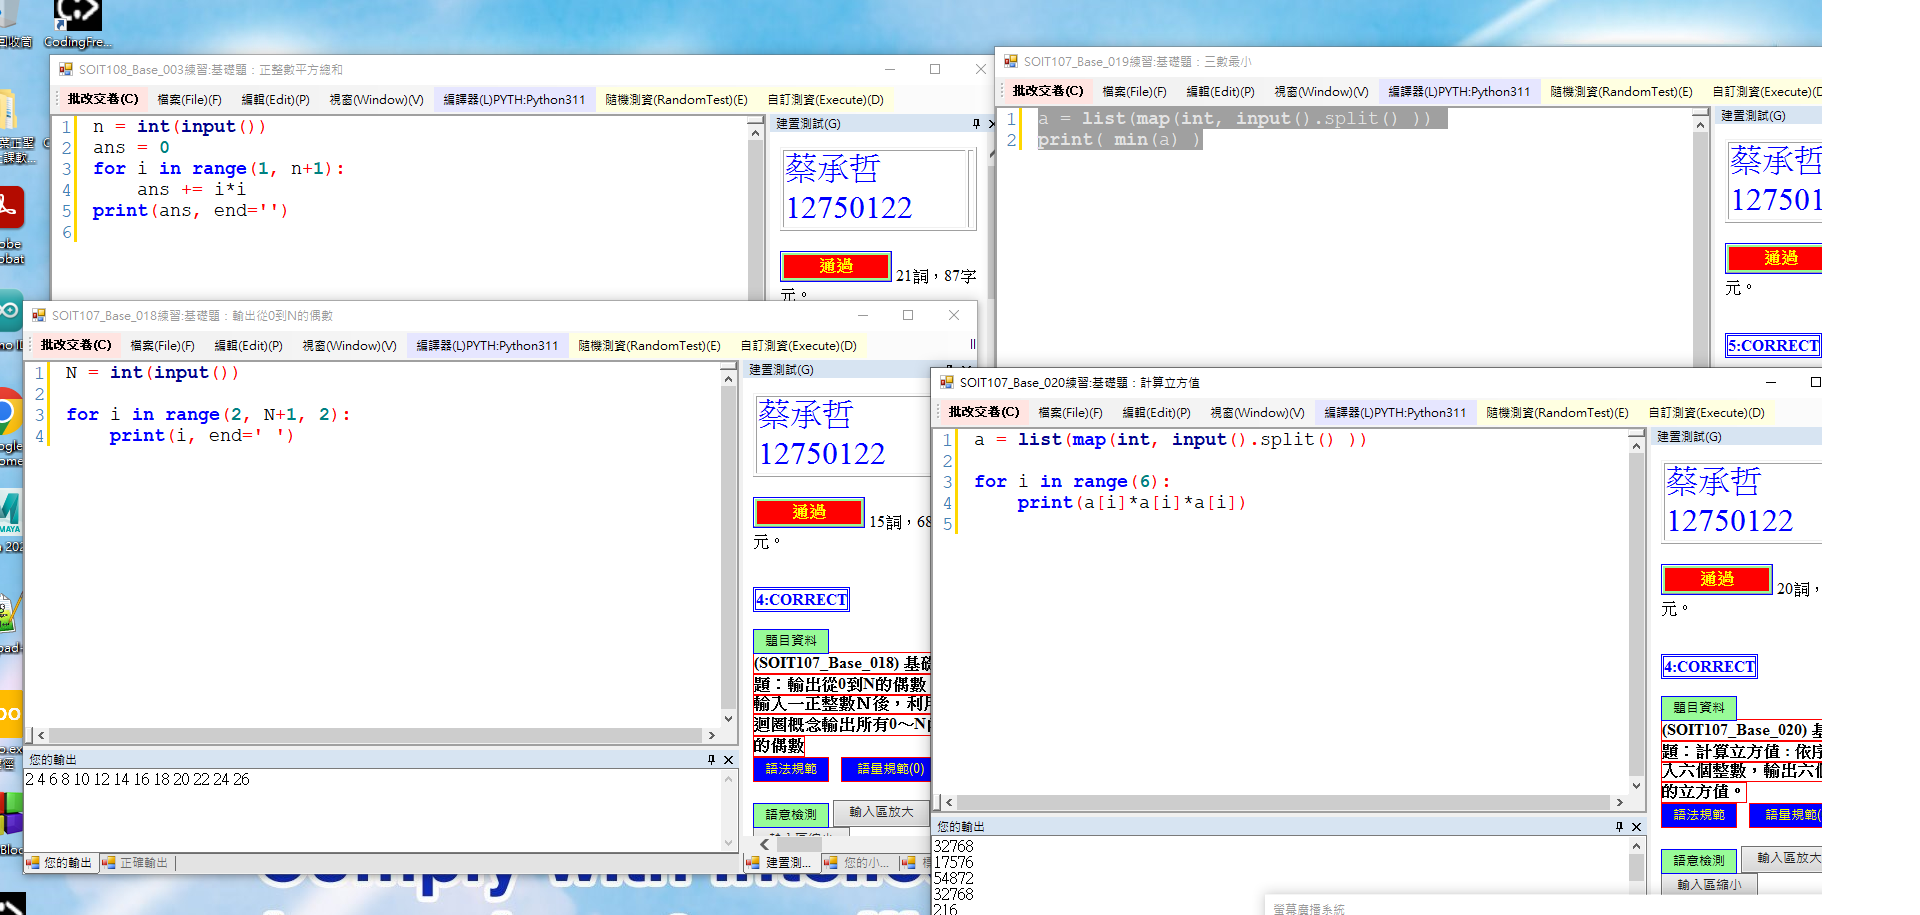 CodingFre...
SOIT108_Base_003練習:基礎題：正整數平方總和
批改交卷(C) 檔案(File)(F) 編輯(Edit)(P) 視窗(Window)(V) 編譯器(L)PYTH:Python311 隨機測資(RandomTest)(E) 自訂測資(Execute)(D)
1 n = int(input())
2 ans = 0
3 for i in range(1, n+1):
4     ans += i*i
5 print(ans, end='')
6
建置測試(G)
蔡承哲
12750122
通過 21詞，87字
元。
SOIT107_Base_019練習:基礎題：三數最小
批改交卷(C) 檔案(File)(F) 編輯(Edit)(P) 視窗(Window)(V) 編譯器(L)PYTH:Python311 隨機測資(RandomTest)(E) 自訂測資(Execute)(D
1 a = list(map(int, input().split() ))
2 print( min(a) )
建置測試(G)
蔡承哲
127501
通過
元。
5:CORRECT
SOIT107_Base_018練習:基礎題：輸出從0到N的偶數
批改交卷(C) 檔案(File)(F) 編輯(Edit)(P) 視窗(Window)(V) 編譯器(L)PYTH:Python311 隨機測資(RandomTest)(E) 自訂測資(Execute)(D)
1 N = int(input())
2
3 for i in range(2, N+1, 2):
4     print(i, end=' ')
建置測試(G)
蔡承哲
12750122
通過 15詞，68
元。
4:CORRECT
題目資料
(SOIT107_Base_018) 基礎
題：輸出從0到N的偶數
輸入一正整數N後，利用
迴圈概念輸出所有0～N
的偶數
語法規範 語量規範(0)
語意檢測 輸入區放大
您的輸出
2 4 6 8 10 12 14 16 18 20 22 24 26
您的輸出 正確輸出
建置測... 您的小...
SOIT107_Base_020練習:基礎題：計算立方值
批改交卷(C) 檔案(File)(F) 編輯(Edit)(P) 視窗(Window)(V) 編譯器(L)PYTH:Python311 隨機測資(RandomTest)(E) 自訂測資(Execute)(D)
1 a = list(map(int, input().split() ))
2
3 for i in range(6):
4     print(a[i]*a[i]*a[i])
5
建置測試(G)
蔡承哲
12750122
通過 20詞，
元。
4:CORRECT
題目資料
(SOIT107_Base_020) 基
題：計算立方值：依序
入六個整數，輸出六個
的立方值。
語法規範 語量規範(
語意檢測 輸入區放大
輸入區縮小
您的輸出
32768
17576
54872
32768
216
螢幕廣播系統